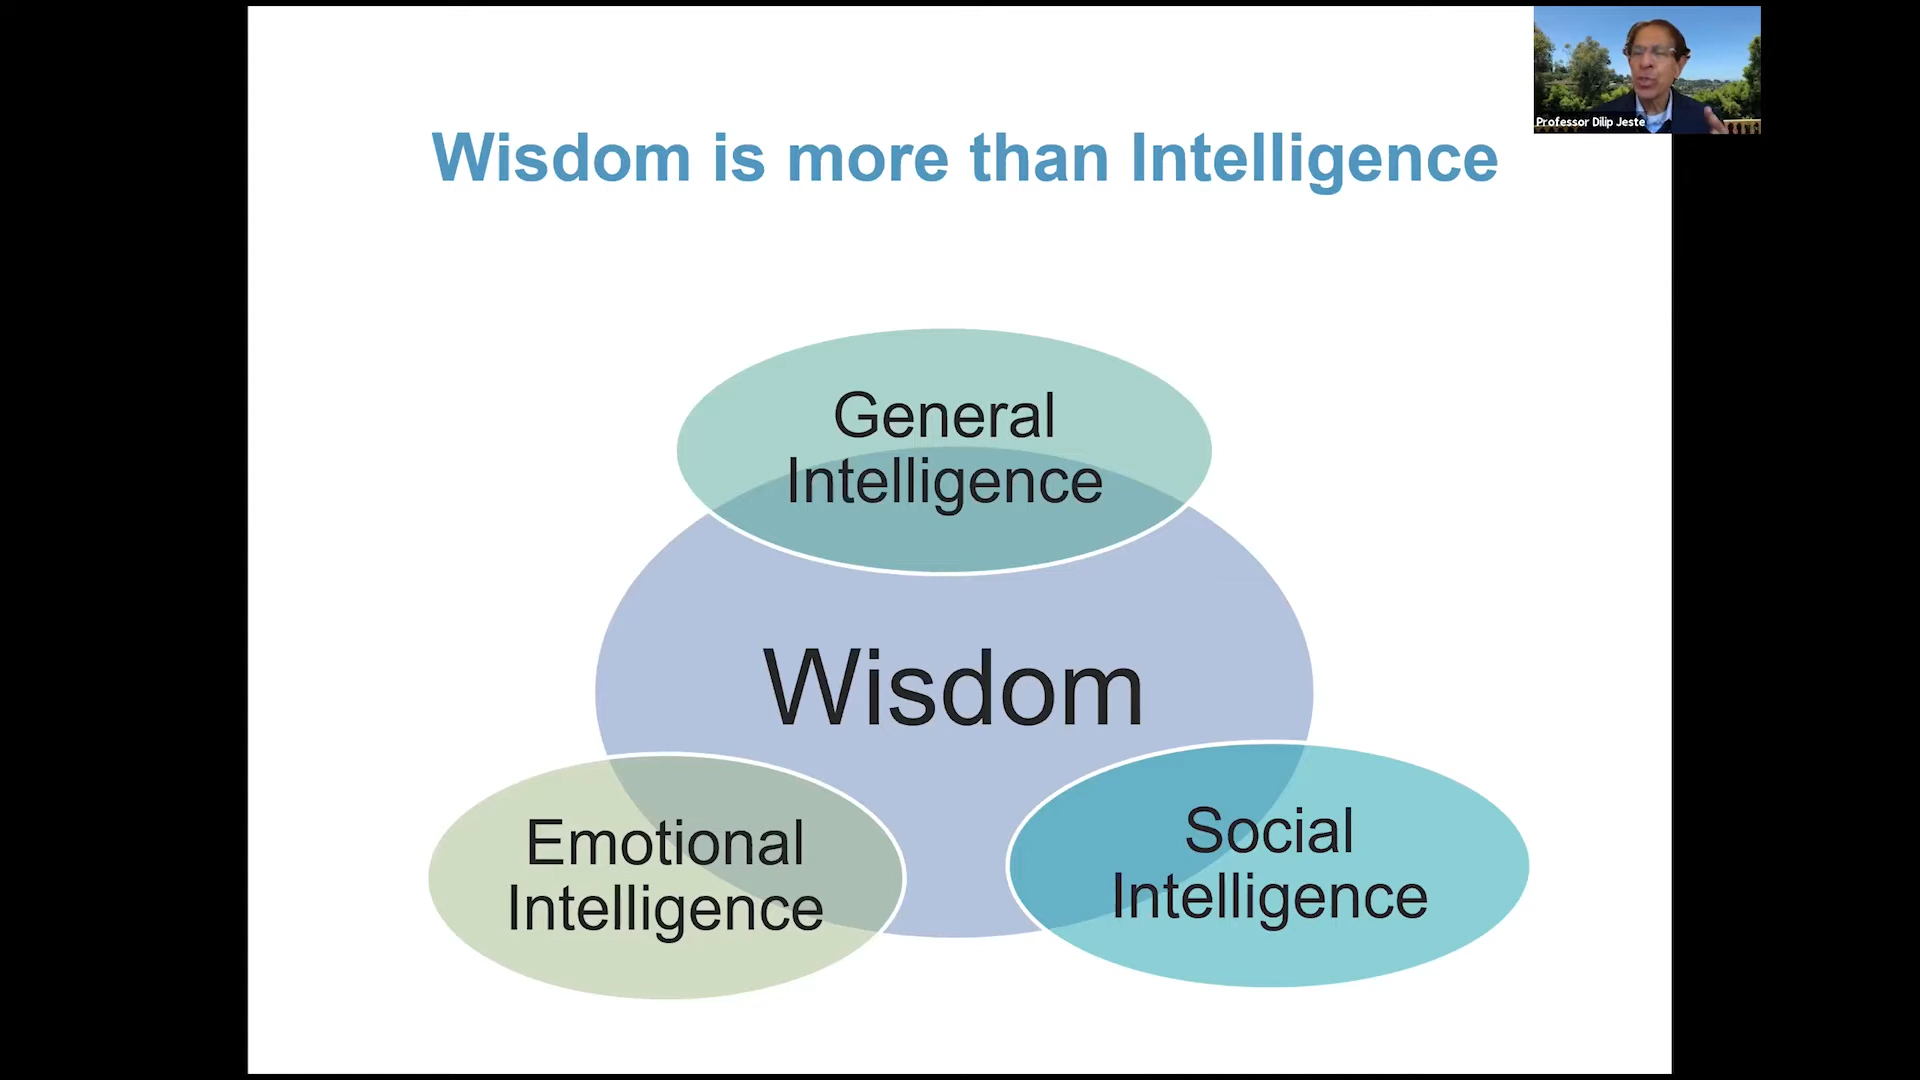 Professor Dilip Jeste
Wisdom is more than Intelligence
General
Intelligence
Wisdom
Emotional
Intelligence
Social
Intelligence